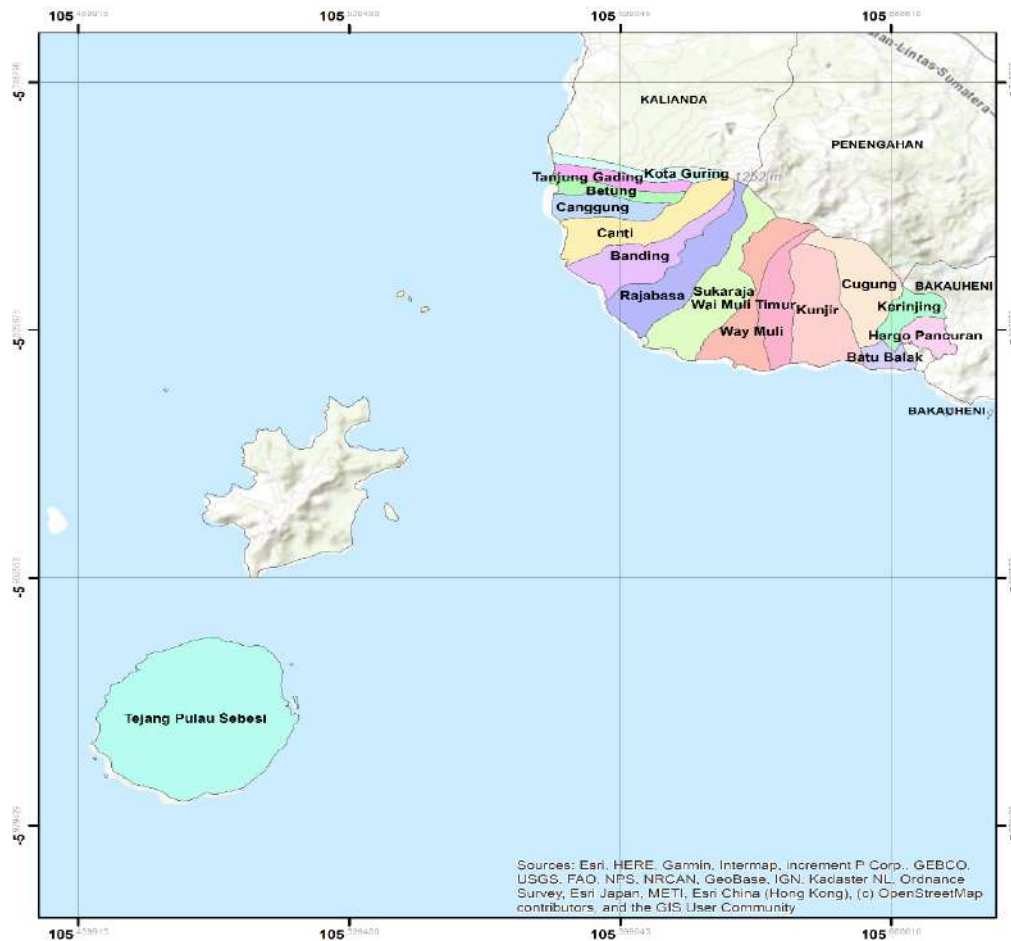 105 105 105 105
-5
KALIANDA
PENENGAHAN
Kota Guring
1252 m
Tanjung Gading
Betung
Canggung
Canti
Banding
Rajabasa
Sukaraja
Wai Muli Timur
Way Muli
Kunjir
Cugung
BAKAUHENI
Kerinjing
Hargo Pancuran
Batu Balak
BAKAUHENI
-5
-5
Tejang Pulau Sebesi
-5
Sources: Esri, HERE, Garmin, Intermap, increment P Corp., GEBCO,
USGS, FAO, NPS, NRCAN, GeoBase, IGN, Kadaster NL, Ordnance
Survey, Esri Japan, METI, Esri China (Hong Kong), (c) OpenStreetMap
contributors, and the GIS User Community
105 105 105 105